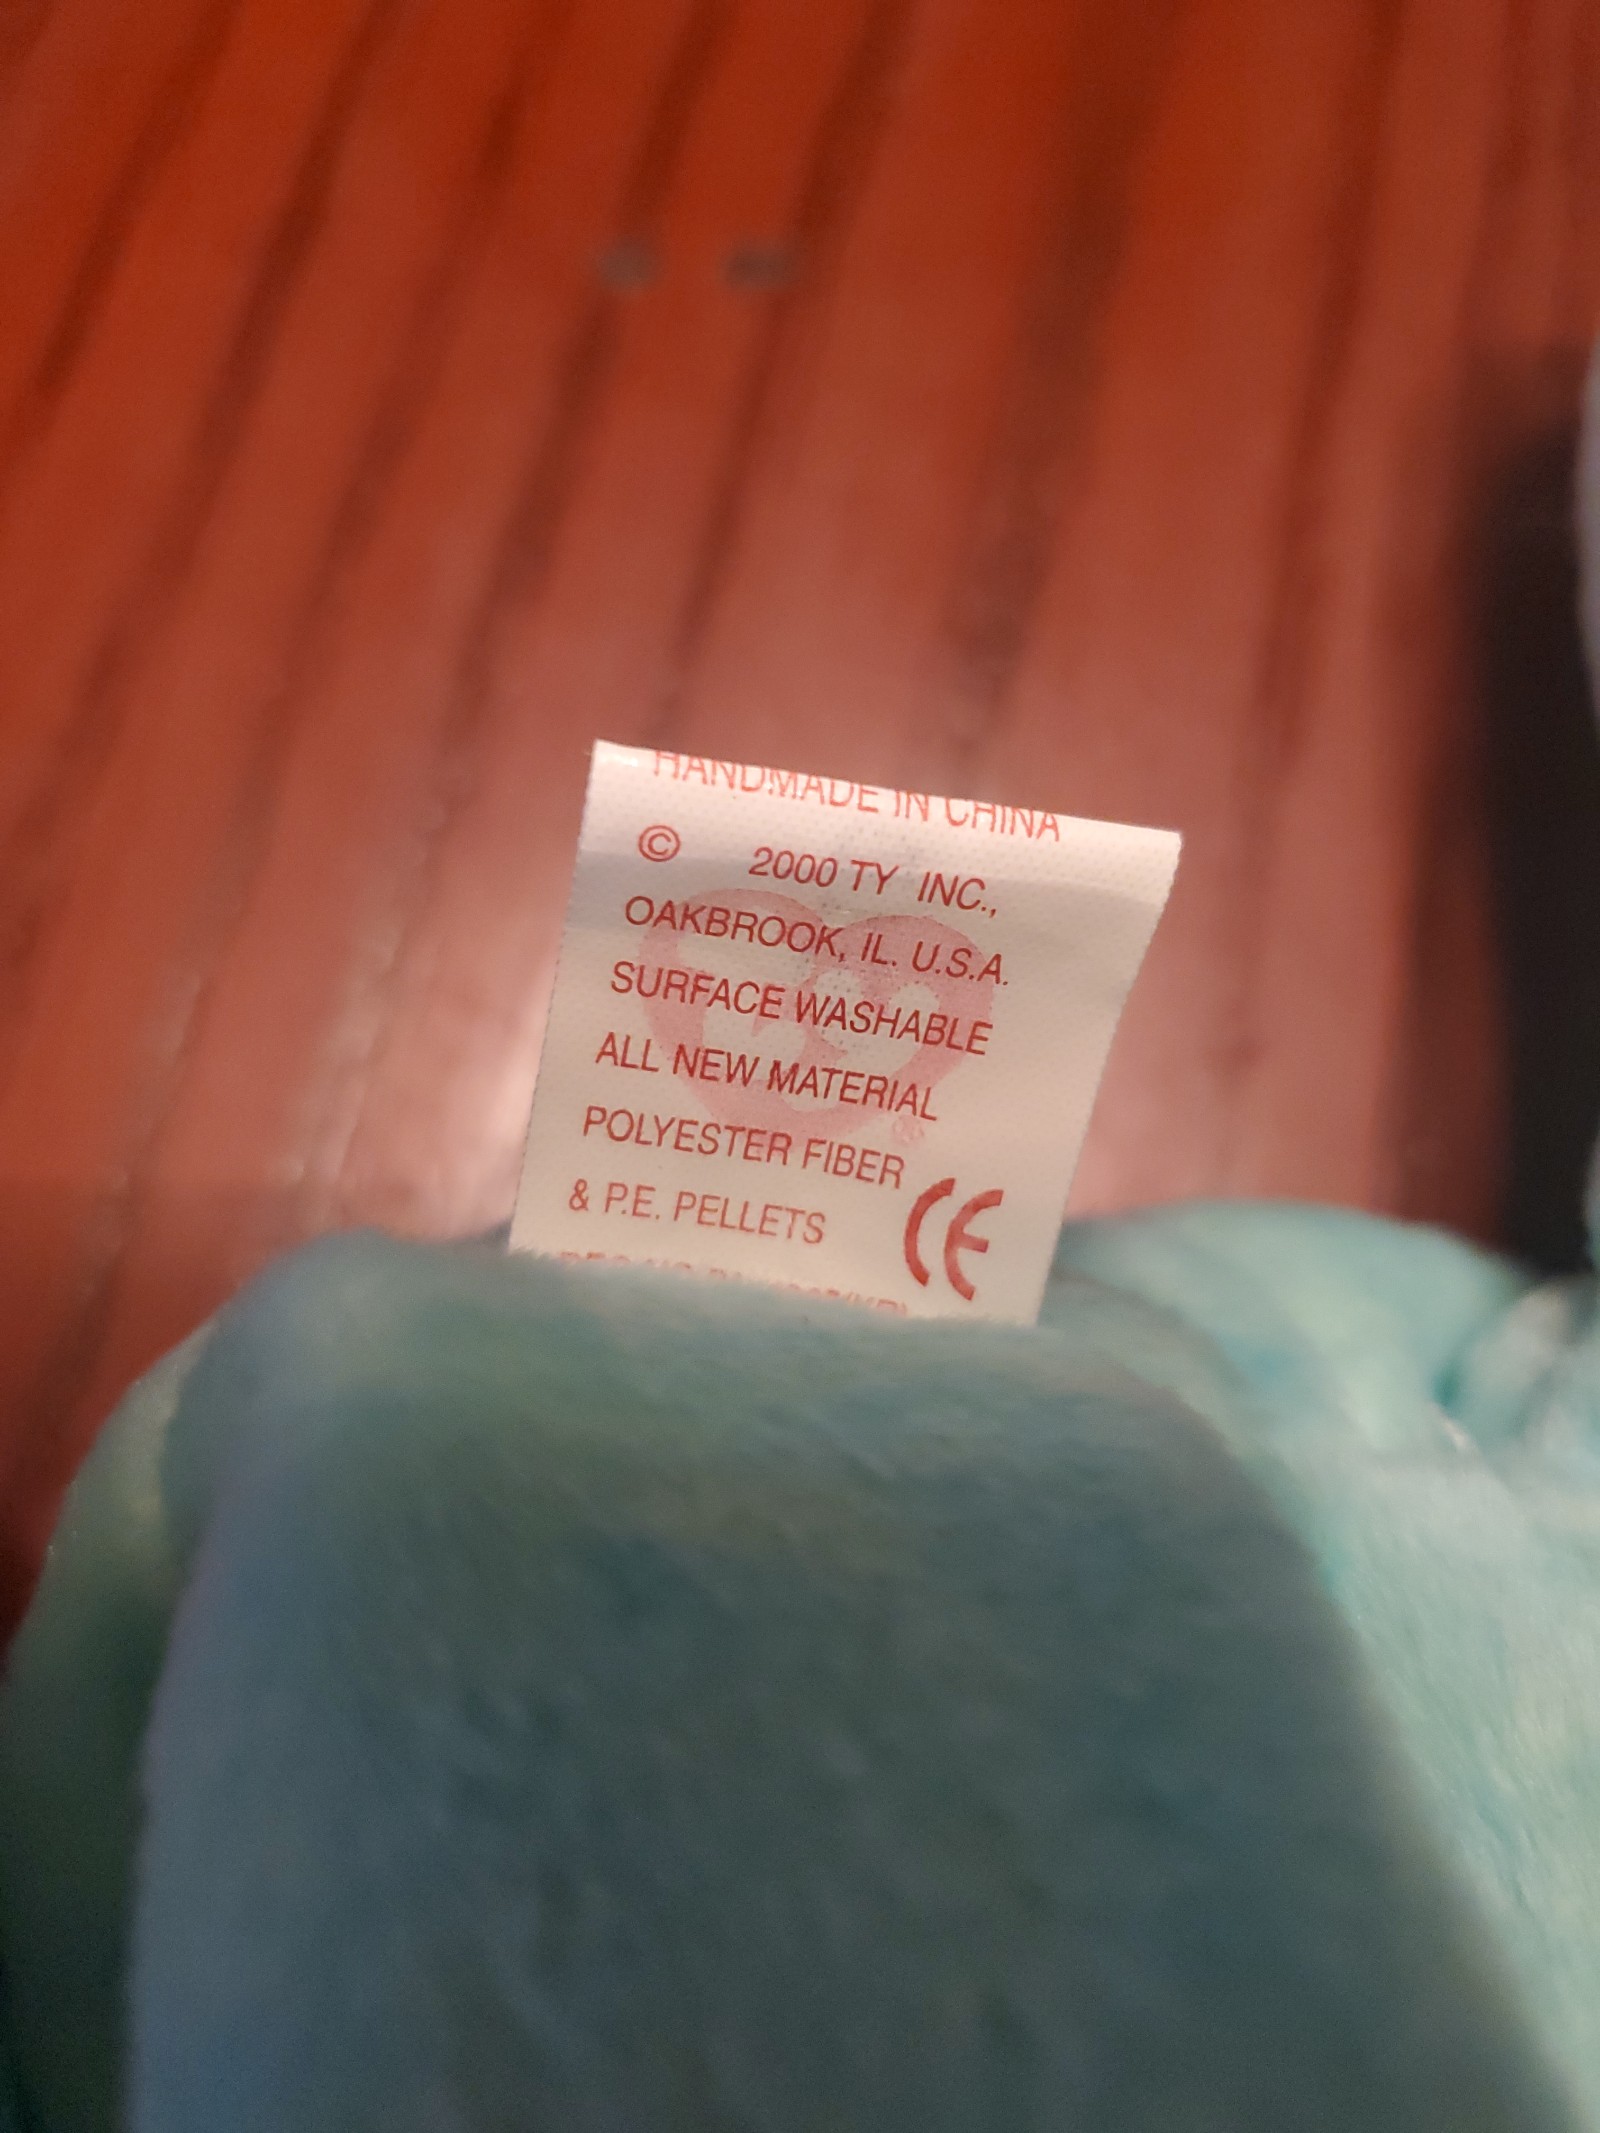 HANDMADE IN CHINA
© 2000 TY INC.,
OAKBROOK, IL. U.S.A.
SURFACE WASHABLE
ALL NEW MATERIAL
POLYESTER FIBER
& P.E. PELLETS
CE